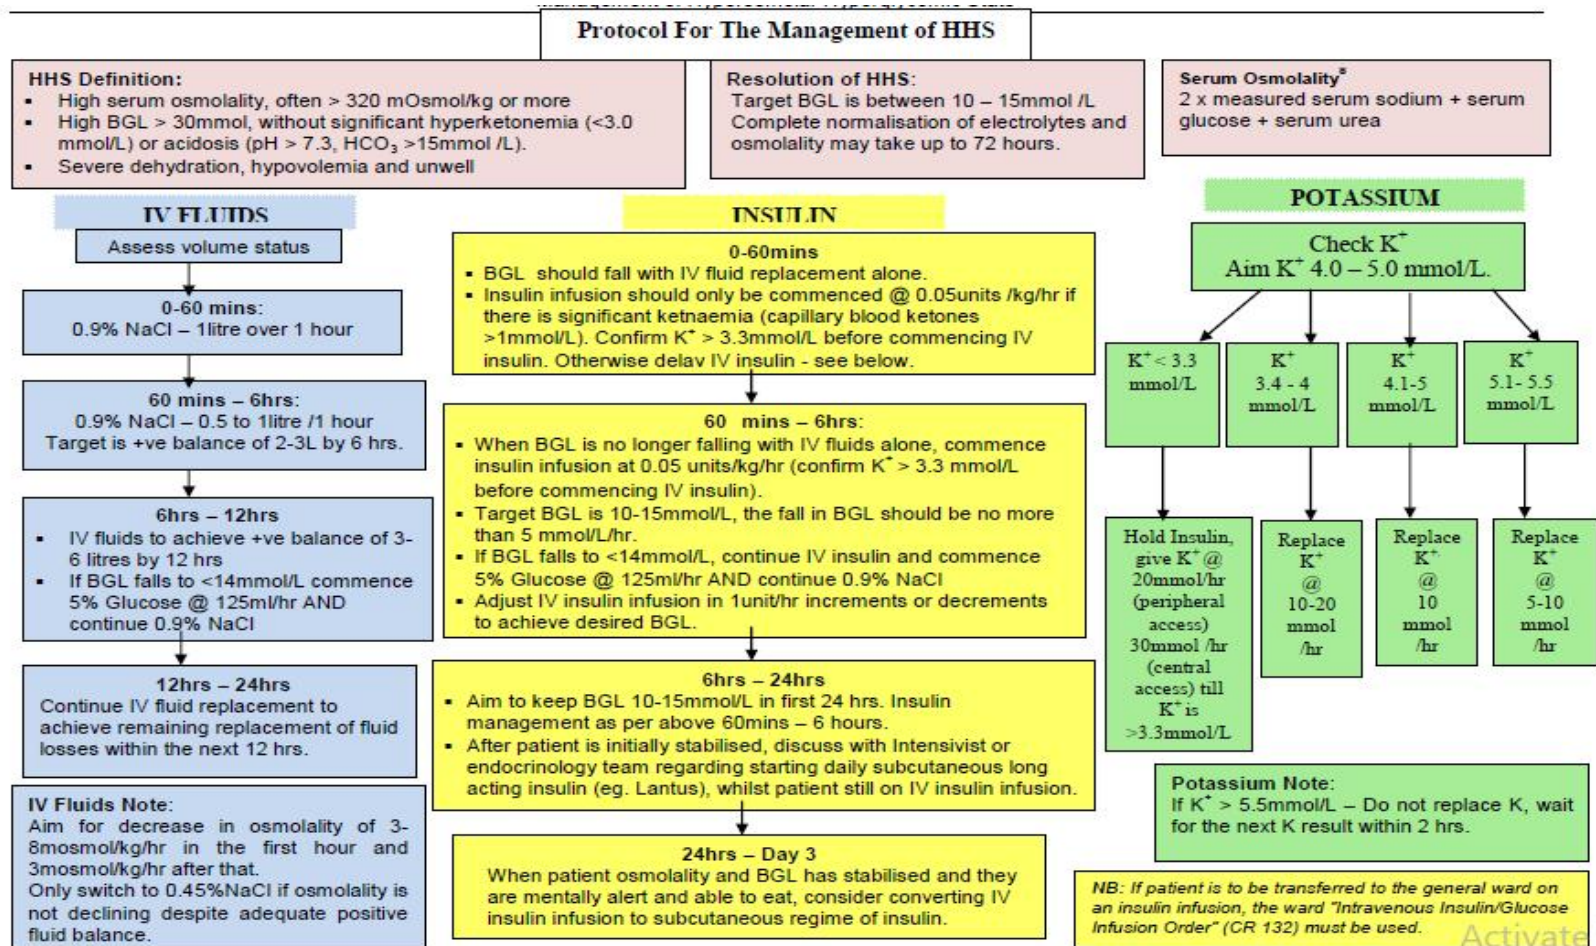 Management of Hyperosmolar Hyperglycemic State
Protocol For The Management of HHS
HHS Definition:
▪ High serum osmolality, often > 320 mOsmol/kg or more
▪ High BGL > 30mmol, without significant hyperketonemia (<3.0
mmol/L) or acidosis (pH > 7.3, HCO₃ >15mmol /L).
▪ Severe dehydration, hypovolemia and unwell
Resolution of HHS:
Target BGL is between 10 – 15mmol /L
Complete normalisation of electrolytes and
osmolality may take up to 72 hours.
Serum Osmolality⁸
2 x measured serum sodium + serum
glucose + serum urea
IV FLUIDS
Assess volume status
0-60 mins:
0.9% NaCl – 1litre over 1 hour
60 mins – 6hrs:
0.9% NaCl – 0.5 to 1litre /1 hour
Target is +ve balance of 2-3L by 6 hrs.
6hrs – 12hrs
▪ IV fluids to achieve +ve balance of 3-
6 litres by 12 hrs
▪ If BGL falls to <14mmol/L commence
5% Glucose @ 125ml/hr AND
continue 0.9% NaCl
12hrs – 24hrs
Continue IV fluid replacement to
achieve remaining replacement of fluid
losses within the next 12 hrs.
IV Fluids Note:
Aim for decrease in osmolality of 3-
8mosmol/kg/hr in the first hour and
3mosmol/kg/hr after that.
Only switch to 0.45%NaCl if osmolality is
not declining despite adequate positive
fluid balance.
INSULIN
0-60mins
▪ BGL should fall with IV fluid replacement alone.
▪ Insulin infusion should only be commenced @ 0.05units /kg/hr if
there is significant ketnaemia (capillary blood ketones
>1mmol/L). Confirm K⁺ > 3.3mmol/L before commencing IV
insulin. Otherwise delay IV insulin - see below.
60 mins – 6hrs:
▪ When BGL is no longer falling with IV fluids alone, commence
insulin infusion at 0.05 units/kg/hr (confirm K⁺ > 3.3 mmol/L
before commencing IV insulin).
▪ Target BGL is 10-15mmol/L, the fall in BGL should be no more
than 5 mmol/L/hr.
▪ If BGL falls to <14mmol/L, continue IV insulin and commence
5% Glucose @ 125ml/hr AND continue 0.9% NaCl
▪ Adjust IV insulin infusion in 1unit/hr increments or decrements
to achieve desired BGL.
6hrs – 24hrs
▪ Aim to keep BGL 10-15mmol/L in first 24 hrs. Insulin
management as per above 60mins – 6 hours.
▪ After patient is initially stabilised, discuss with Intensivist or
endocrinology team regarding starting daily subcutaneous long
acting insulin (eg. Lantus), whilst patient still on IV insulin infusion.
24hrs – Day 3
When patient osmolality and BGL has stabilised and they
are mentally alert and able to eat, consider converting IV
insulin infusion to subcutaneous regime of insulin.
POTASSIUM
Check K⁺
Aim K⁺ 4.0 – 5.0 mmol/L.
K⁺ < 3.3
mmol/L
K⁺
3.4 - 4
mmol/L
K⁺
4.1-5
mmol/L
K⁺
5.1- 5.5
mmol/L
Hold Insulin,
give K⁺ @
20mmol/hr
(peripheral
access)
30mmol /hr
(central
access) till
K⁺ is
>3.3mmol/L
Replace
K⁺
@
10-20
mmol
/hr
Replace
K⁺
@
10
mmol
/hr
Replace
K⁺
@
5-10
mmol
/hr
Potassium Note:
If K⁺ > 5.5mmol/L – Do not replace K, wait
for the next K result within 2 hrs.
NB: If patient is to be transferred to the general ward on
an insulin infusion, the ward "Intravenous Insulin/Glucose
Infusion Order" (CR 132) must be used.
Activate